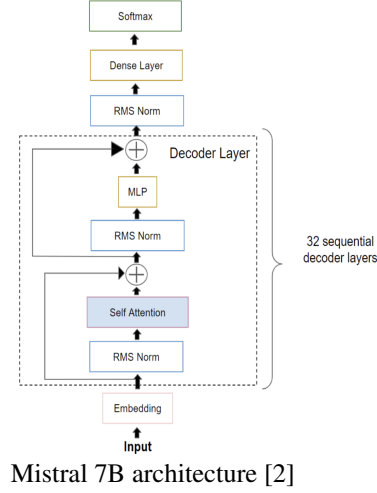 Softmax
Dense Layer
RMS Norm
Decoder Layer
MLP
RMS Norm
32 sequential
decoder layers
Self Attention
RMS Norm
Embedding
Input
Mistral 7B architecture [2]